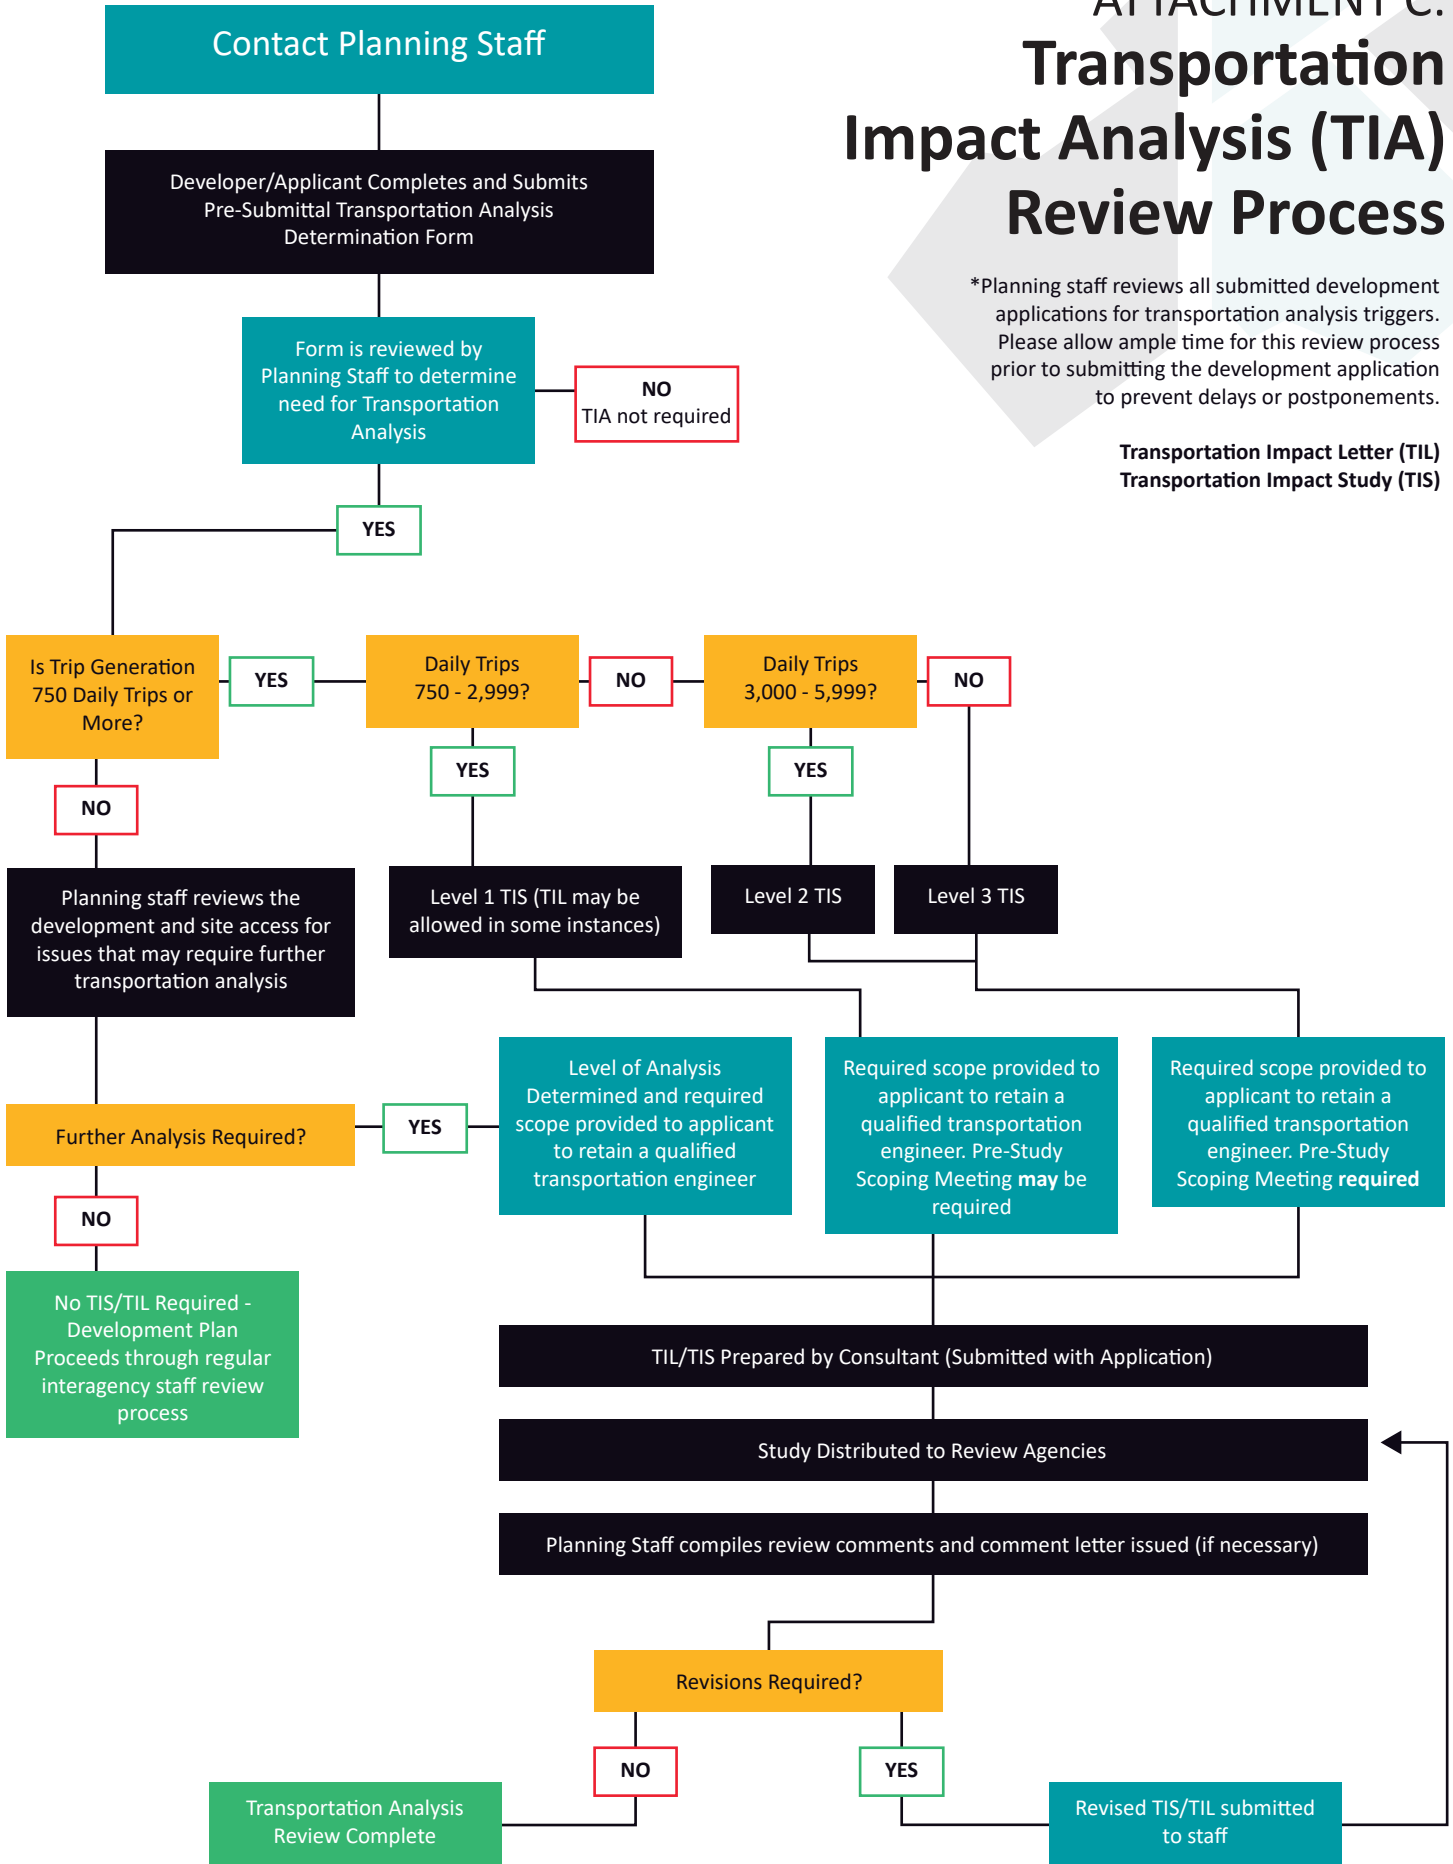 ATTACHMENT C:
Transportation
Impact Analysis (TIA)
Review Process
*Planning staff reviews all submitted development
applications for transportation analysis triggers.
Please allow ample time for this review process
prior to submitting the development application
to prevent delays or postponements.
Transportation Impact Letter (TIL)
Transportation Impact Study (TIS)
Contact Planning Staff
Developer/Applicant Completes and Submits
Pre-Submittal Transportation Analysis
Determination Form
Form is reviewed by
Planning Staff to determine
need for Transportation
Analysis
NO
TIA not required
YES
Is Trip Generation
750 Daily Trips or
More?
YES
Daily Trips
750 - 2,999?
NO
Daily Trips
3,000 - 5,999?
NO
NO
YES
YES
Planning staff reviews the
development and site access for
issues that may require further
transportation analysis
Level 1 TIS (TIL may be
allowed in some instances)
Level 2 TIS
Level 3 TIS
Further Analysis Required?
YES
Level of Analysis
Determined and required
scope provided to applicant
to retain a qualified
transportation engineer
Required scope provided to
applicant to retain a
qualified transportation
engineer. Pre-Study
Scoping Meeting may be
required
Required scope provided to
applicant to retain a
qualified transportation
engineer. Pre-Study
Scoping Meeting required
NO
No TIS/TIL Required -
Development Plan
Proceeds through regular
interagency staff review
process
TIL/TIS Prepared by Consultant (Submitted with Application)
Study Distributed to Review Agencies
Planning Staff compiles review comments and comment letter issued (if necessary)
Revisions Required?
NO
YES
Transportation Analysis
Review Complete
Revised TIS/TIL submitted
to staff